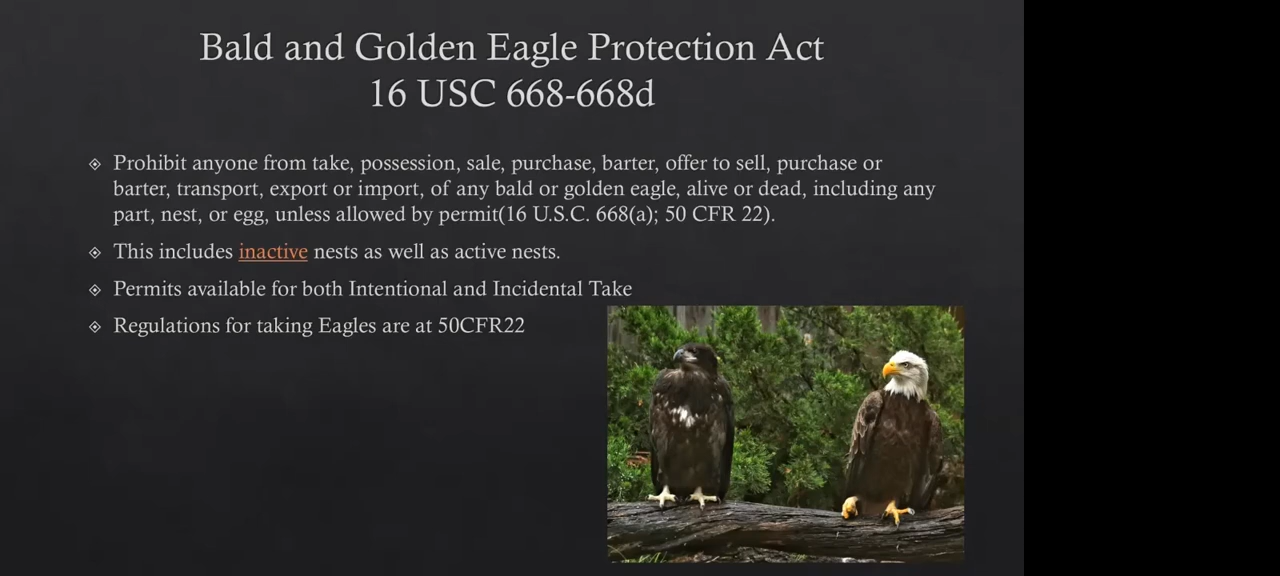 Bald and Golden Eagle Protection Act
16 USC 668-668d
Prohibit anyone from take, possession, sale, purchase, barter, offer to sell, purchase or
barter, transport, export or import, of any bald or golden eagle, alive or dead, including any
part, nest, or egg, unless allowed by permit(16 U.S.C. 668(a); 50 CFR 22).
This includes inactive nests as well as active nests.
Permits available for both Intentional and Incidental Take
Regulations for taking Eagles are at 50CFR22